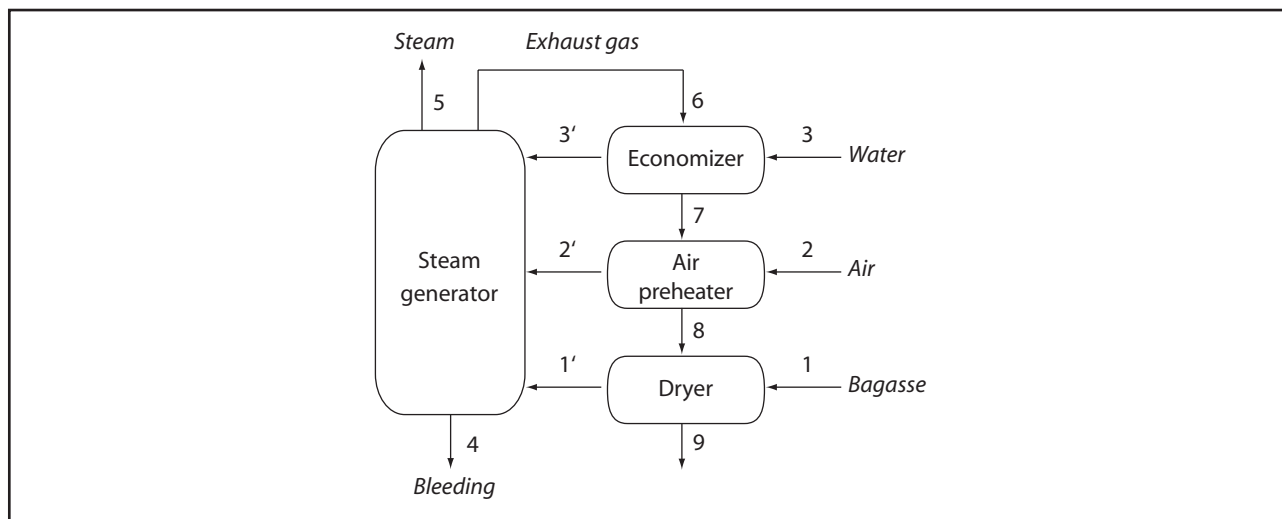 Steam
Exhaust gas
5
6
3‘
Economizer
3
Water
7
Steam
generator
2‘
Air
preheater
2
Air
8
1‘
Dryer
1
Bagasse
4
9
Bleeding